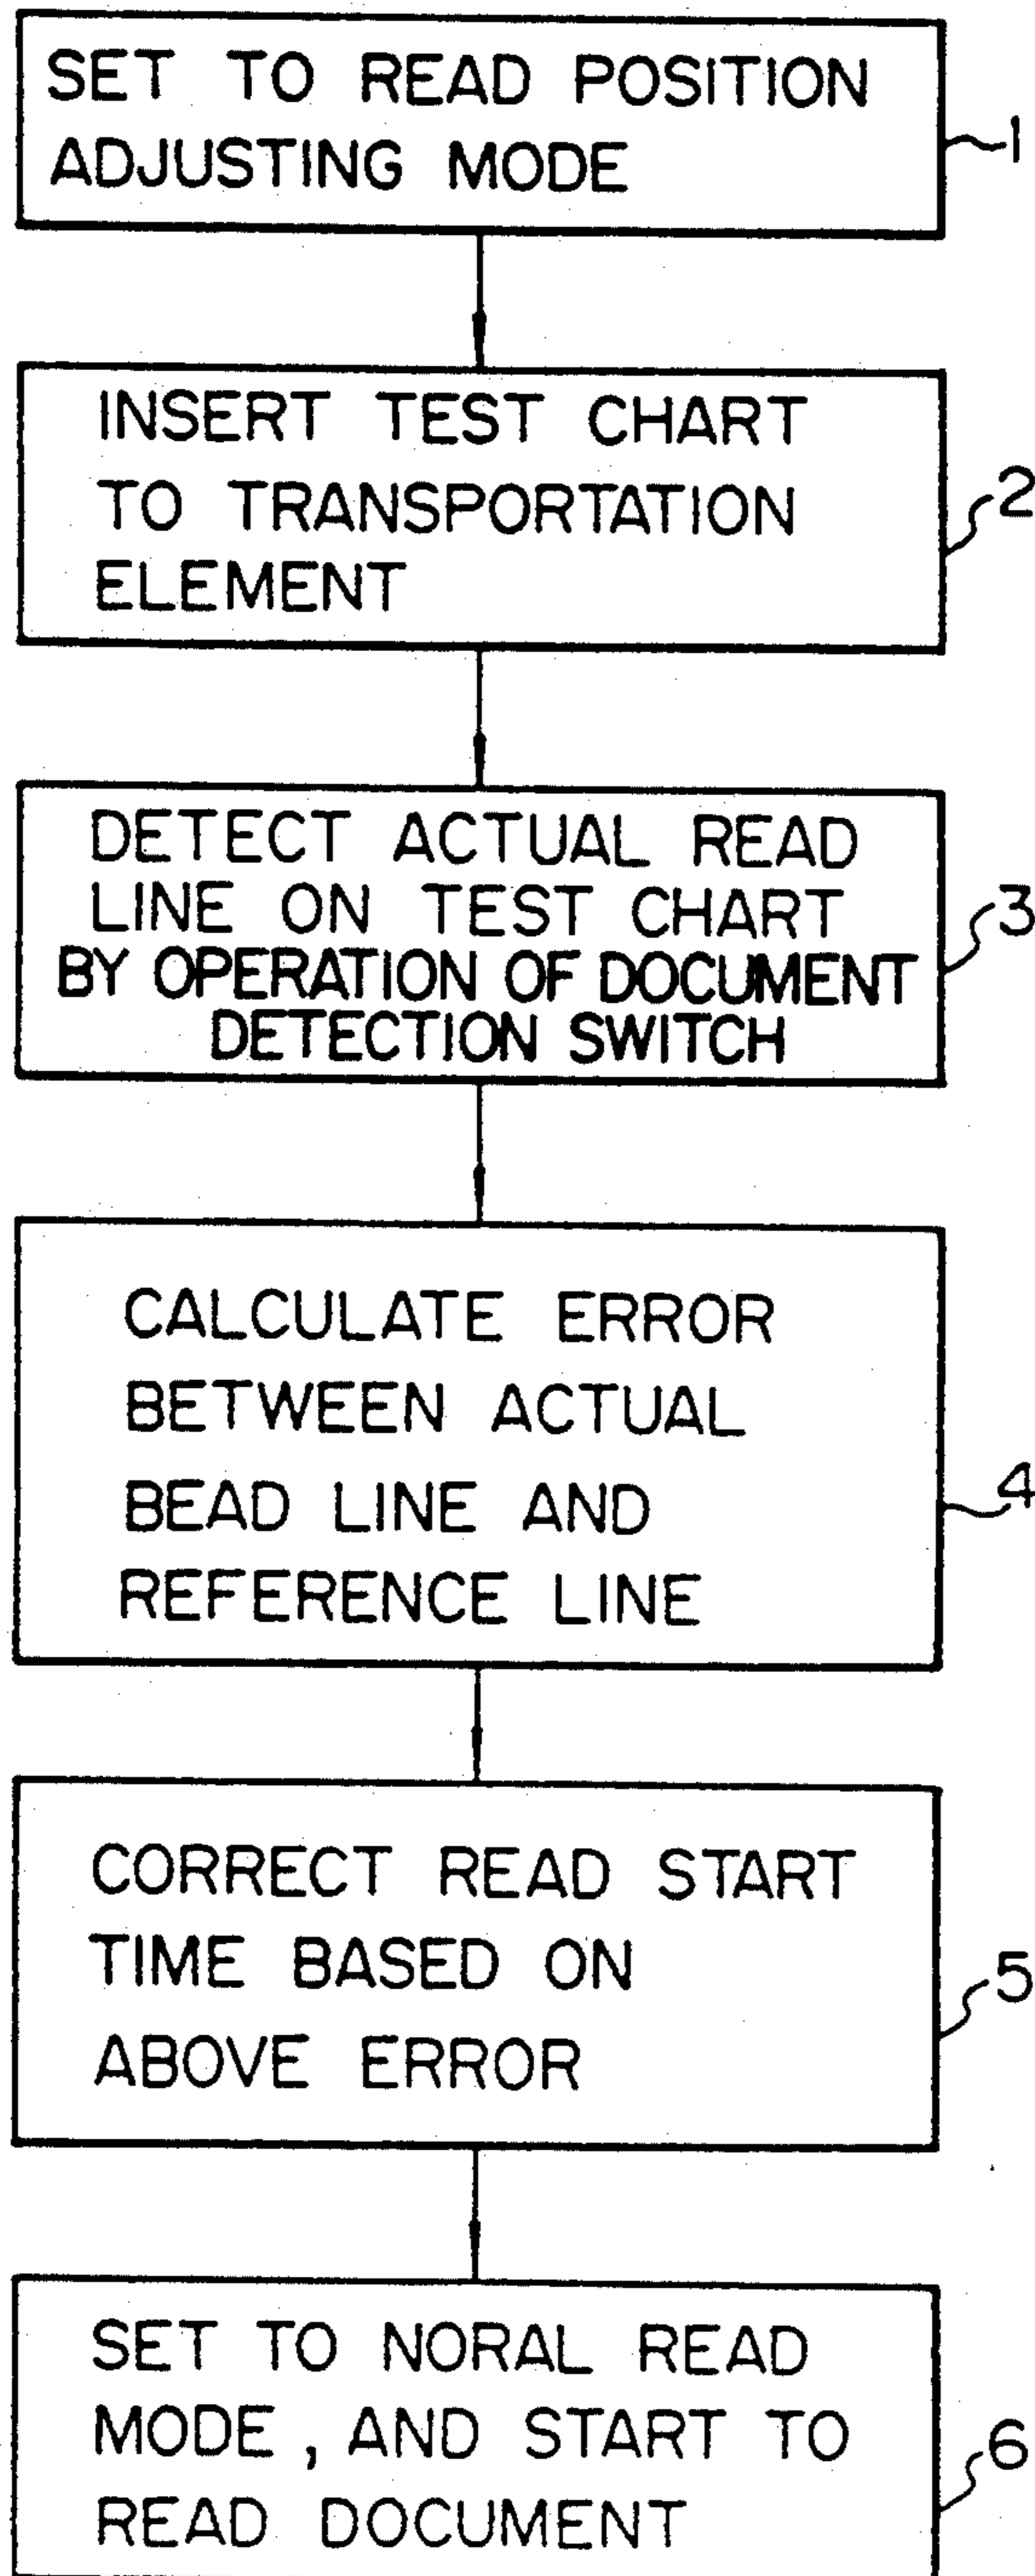 SET TO READ POSITION
ADJUSTING MODE
1
INSERT TEST CHART
TO TRANSPORTATION
ELEMENT
2
DETECT ACTUAL READ
LINE ON TEST CHART
BY OPERATION OF DOCUMENT
DETECTION SWITCH
3
CALCULATE ERROR
BETWEEN ACTUAL
BEAD LINE AND
REFERENCE LINE
4
CORRECT READ START
TIME BASED ON
ABOVE ERROR
5
SET TO NORAL READ
MODE, AND START TO
READ DOCUMENT
6